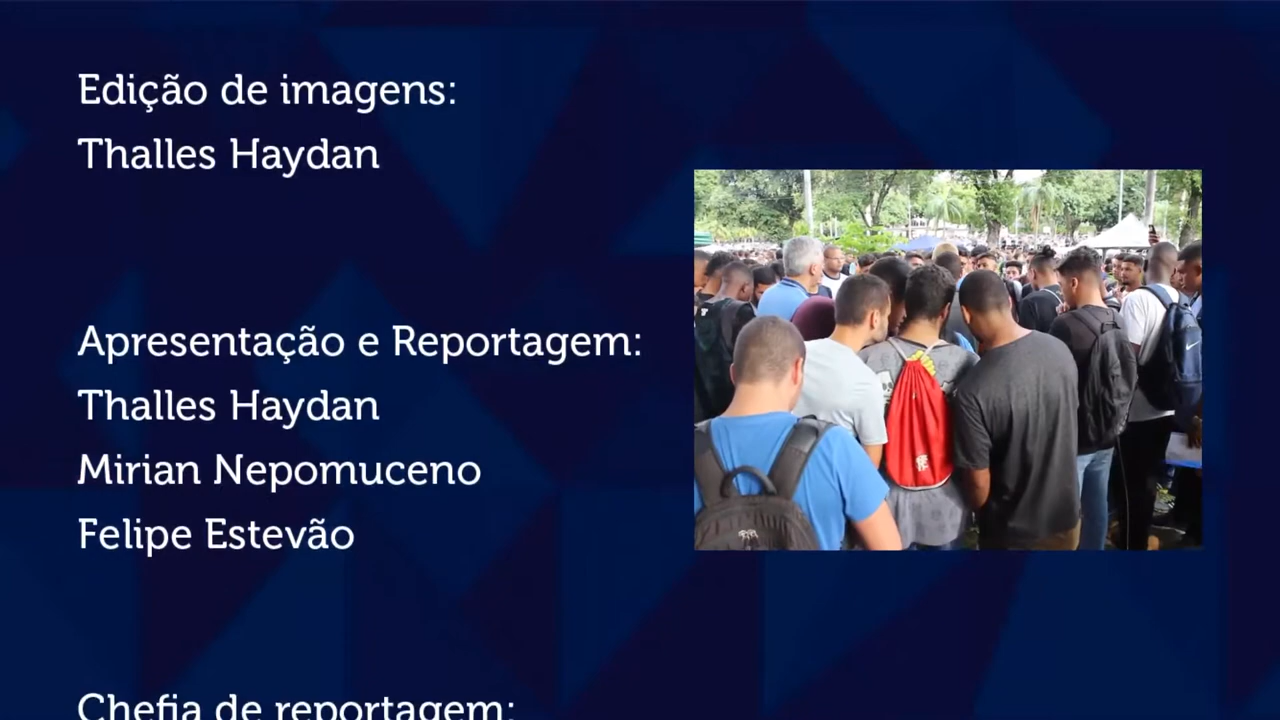 Edição de imagens:
Thalles Haydan
Apresentação e Reportagem:
Thalles Haydan
Mirian Nepomuceno
Felipe Estevão
Chefia de reportagem: